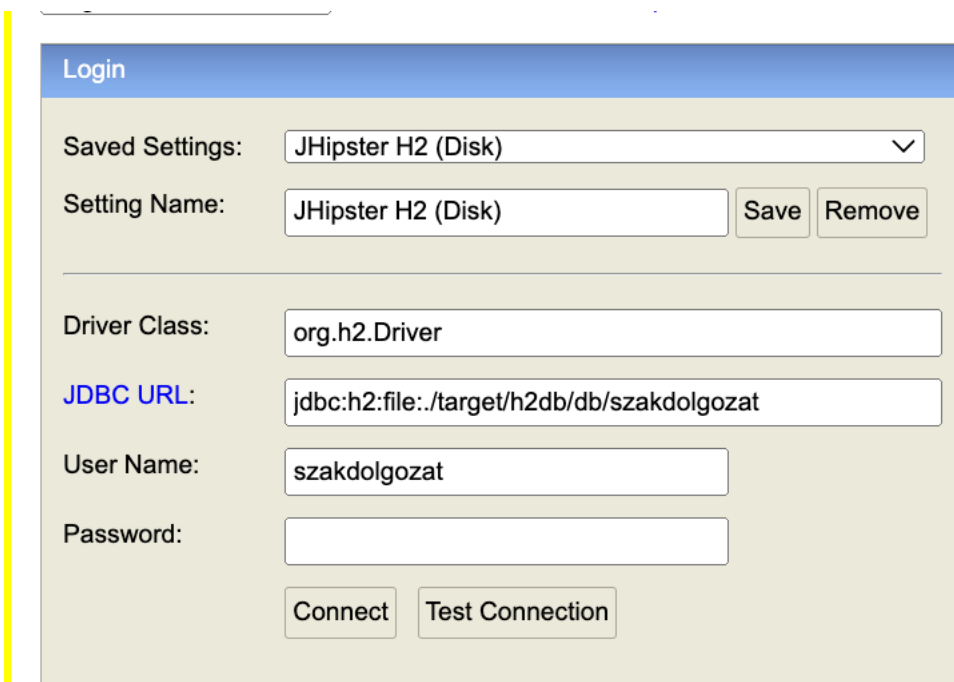 Login
Saved Settings: JHipster H2 (Disk)
Setting Name: JHipster H2 (Disk) Save Remove
Driver Class: org.h2.Driver
JDBC URL: jdbc:h2:file:./target/h2db/db/szakdolgozat
User Name: szakdolgozat
Password:
Connect Test Connection